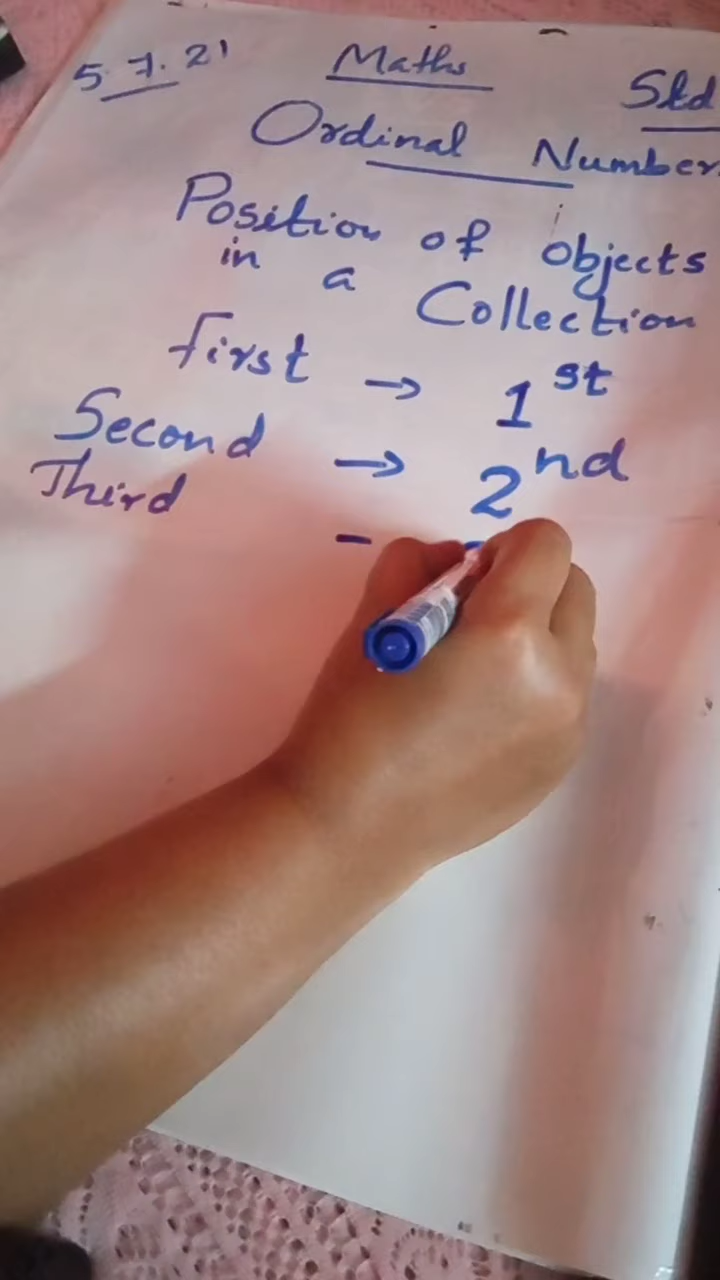 5.7.21 Maths Std
Ordinal Number
Position of objects
in a Collection
first → 1st
Second → 2nd
Third -